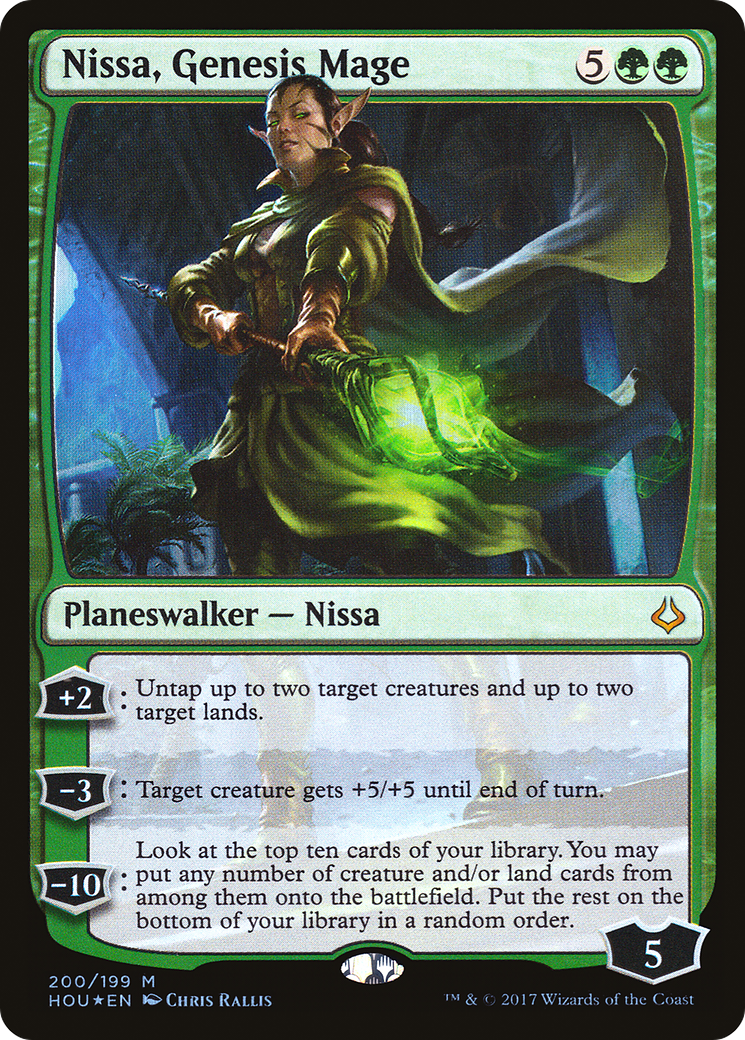 Nissa, Genesis Mage 5
Planeswalker — Nissa
+2 : Untap up to two target creatures and up to two
target lands.
−3 : Target creature gets +5/+5 until end of turn.
Look at the top ten cards of your library. You may
−10 : put any number of creature and/or land cards from
among them onto the battlefield. Put the rest on the
bottom of your library in a random order.
5
200/199 M
HOU★EN Chris Rallis ™ & © 2017 Wizards of the Coast